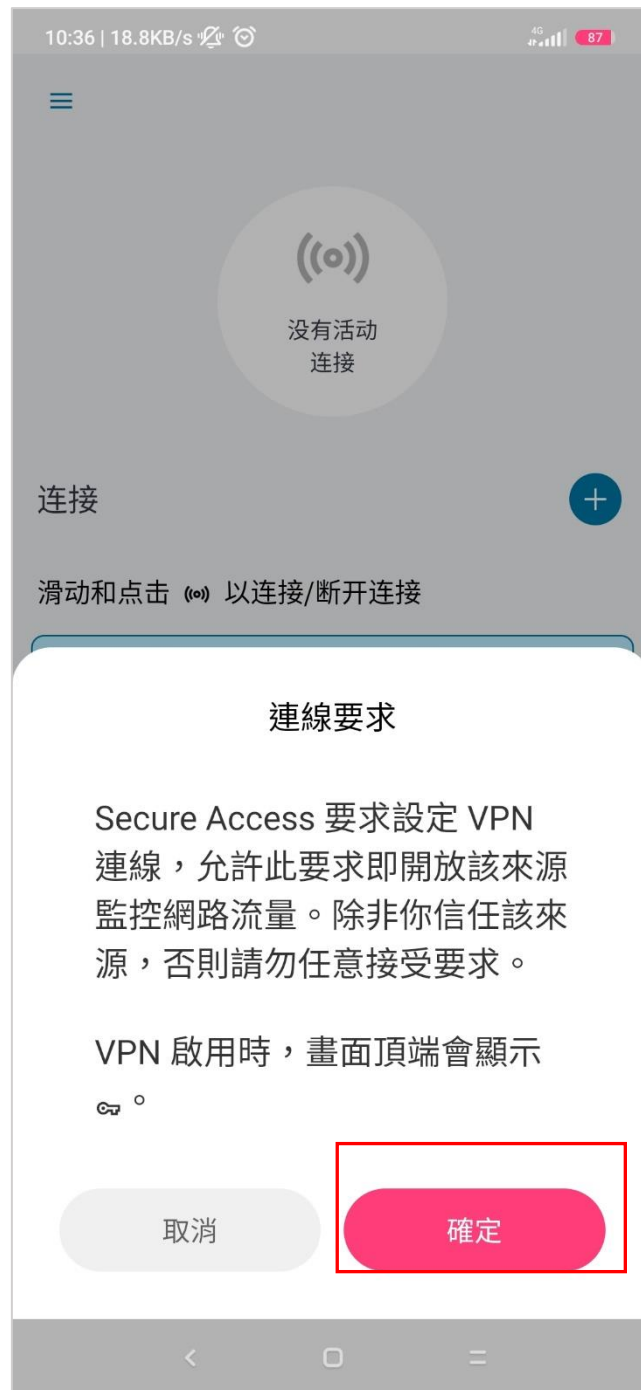 10:36 | 18.8KB/s
4G
87
没有活动
连接
连接
滑动和点击 以连接/断开连接
連線要求
Secure Access 要求設定 VPN
連線，允許此要求即開放該來源
監控網路流量。除非你信任該來
源，否則請勿任意接受要求。
VPN 啟用時，畫面頂端會顯示
。
取消
確定